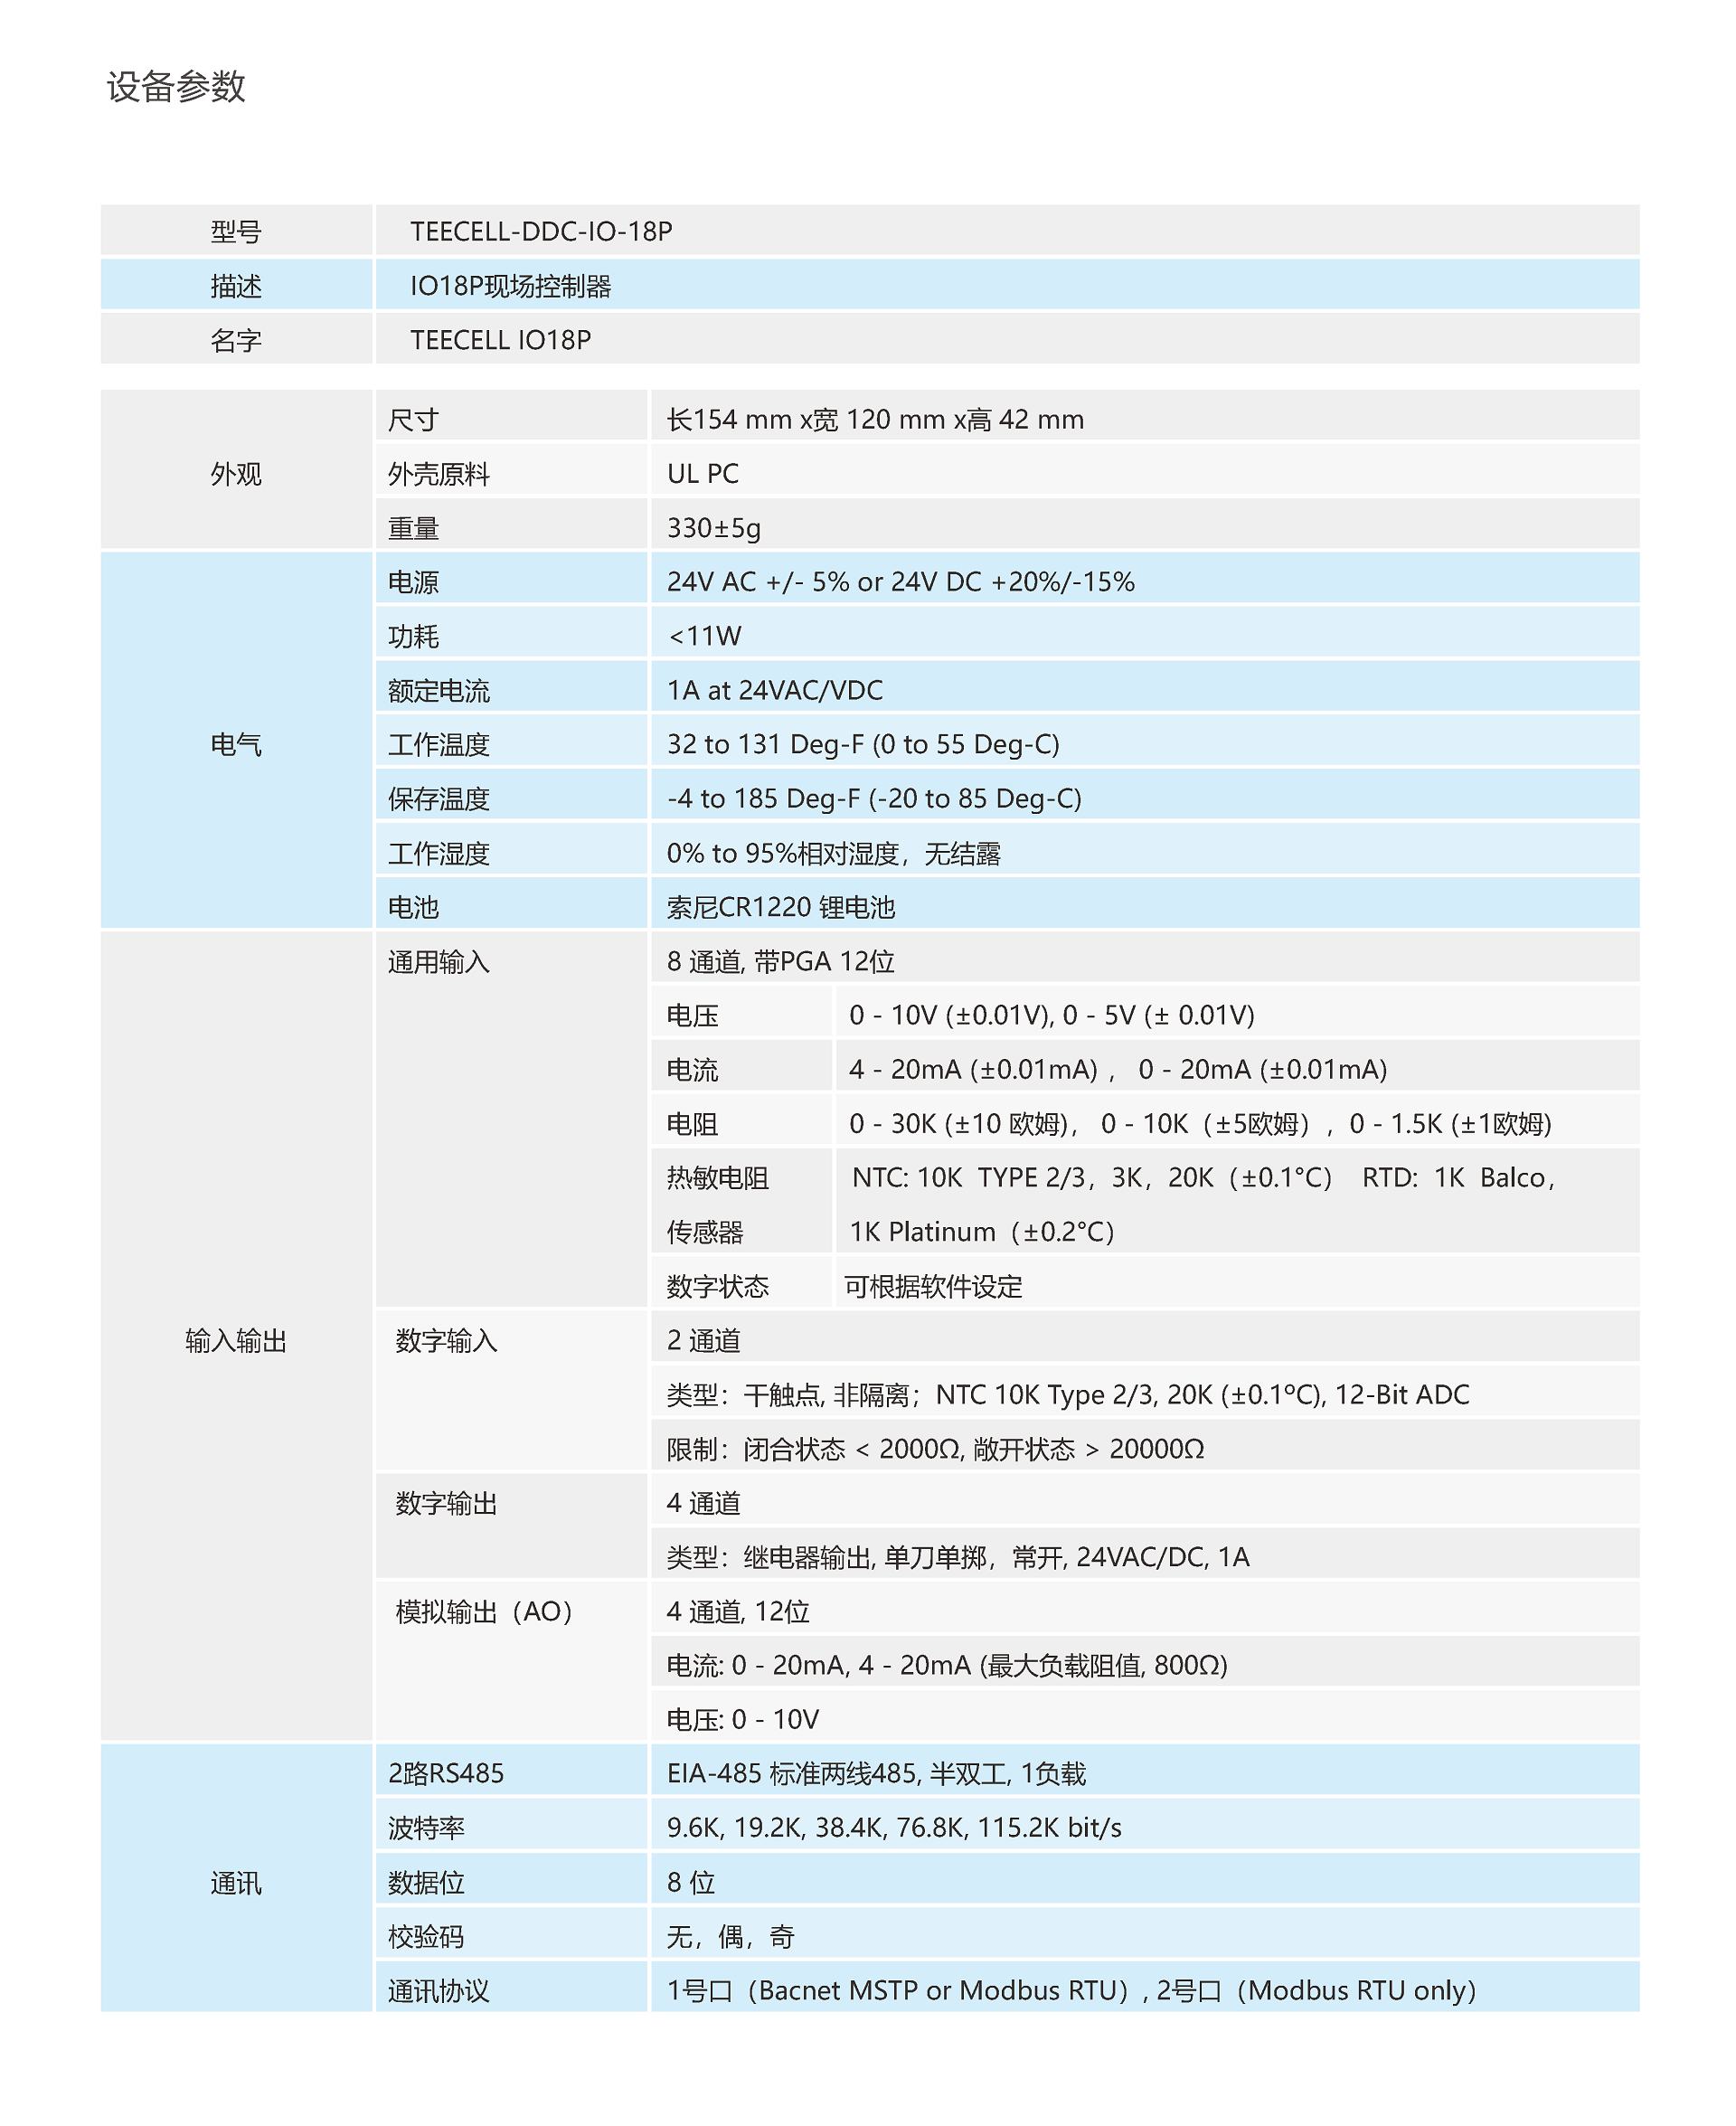 设备参数
型号 TEECELL-DDC-IO-18P
描述 IO18P现场控制器
名字 TEECELL IO18P
外观
尺寸 长154 mm x宽 120 mm x高 42 mm
外壳原料 UL PC
重量 330±5g
电气
电源 24V AC +/- 5% or 24V DC +20%/-15%
功耗 <11W
额定电流 1A at 24VAC/VDC
工作温度 32 to 131 Deg-F (0 to 55 Deg-C)
保存温度 -4 to 185 Deg-F (-20 to 85 Deg-C)
工作湿度 0% to 95%相对湿度，无结露
电池 索尼CR1220 锂电池
输入输出
通用输入 8 通道, 带PGA 12位
电压 0 - 10V (±0.01V), 0 - 5V (± 0.01V)
电流 4 - 20mA (±0.01mA) ， 0 - 20mA (±0.01mA)
电阻 0 - 30K (±10 欧姆)， 0 - 10K（±5欧姆）, 0 - 1.5K (±1欧姆)
热敏电阻 NTC: 10K TYPE 2/3，3K，20K（±0.1°C） RTD: 1K Balco，
传感器 1K Platinum（±0.2°C）
数字状态 可根据软件设定
数字输入 2 通道
类型：干触点, 非隔离；NTC 10K Type 2/3, 20K (±0.1ºC), 12-Bit ADC
限制：闭合状态 < 2000Ω, 敞开状态 > 20000Ω
数字输出 4 通道
类型：继电器输出, 单刀单掷，常开, 24VAC/DC, 1A
模拟输出（AO） 4 通道, 12位
电流: 0 - 20mA, 4 - 20mA (最大负载阻值, 800Ω)
电压: 0 - 10V
通讯
2路RS485 EIA-485 标准两线485, 半双工, 1负载
波特率 9.6K, 19.2K, 38.4K, 76.8K, 115.2K bit/s
数据位 8 位
校验码 无，偶，奇
通讯协议 1号口（Bacnet MSTP or Modbus RTU）, 2号口（Modbus RTU only）